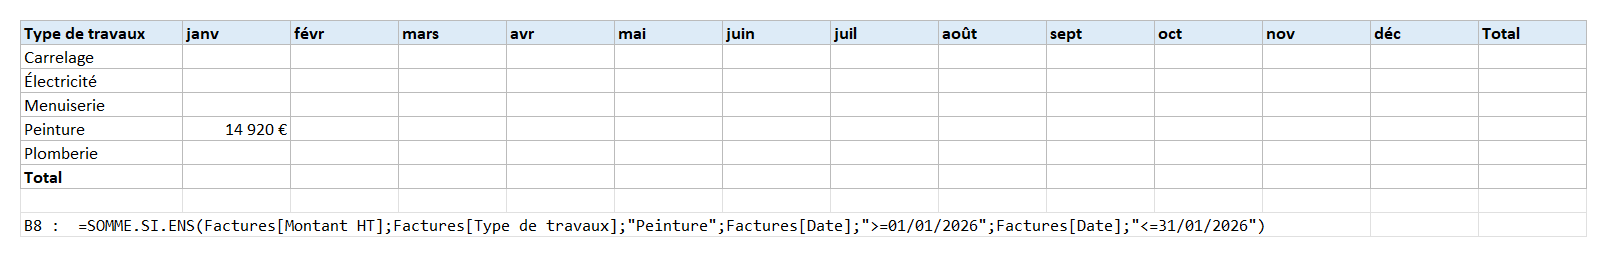 Type de travaux janv févr mars avr mai juin juil août sept oct nov déc Total
Carrelage
Électricité
Menuiserie
Peinture 14 920 €
Plomberie
Total
B8 : =SOMME.SI.ENS(Factures[Montant HT];Factures[Type de travaux];"Peinture";Factures[Date];">=01/01/2026";Factures[Date];"<=31/01/2026")